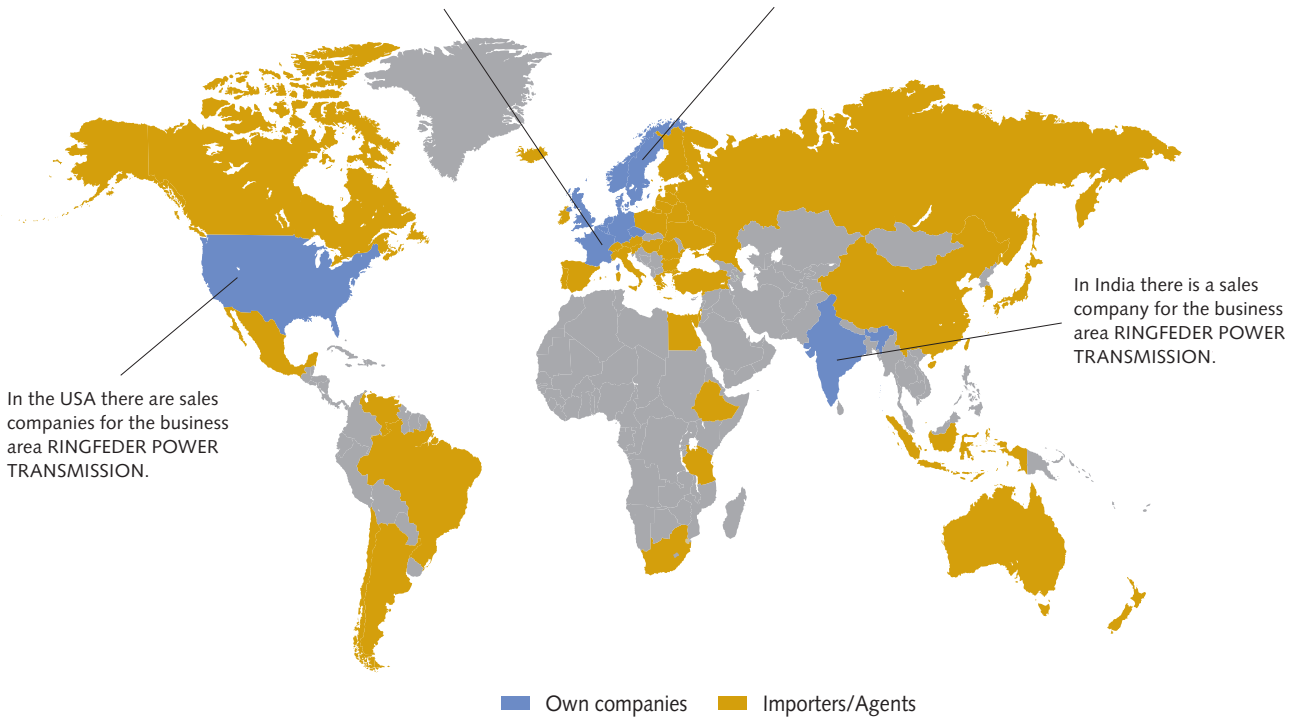 In India there is a sales
company for the business
area RINGFEDER POWER
TRANSMISSION.
In the USA there are sales
companies for the business
area RINGFEDER POWER
TRANSMISSION.
Own companies
Importers/Agents